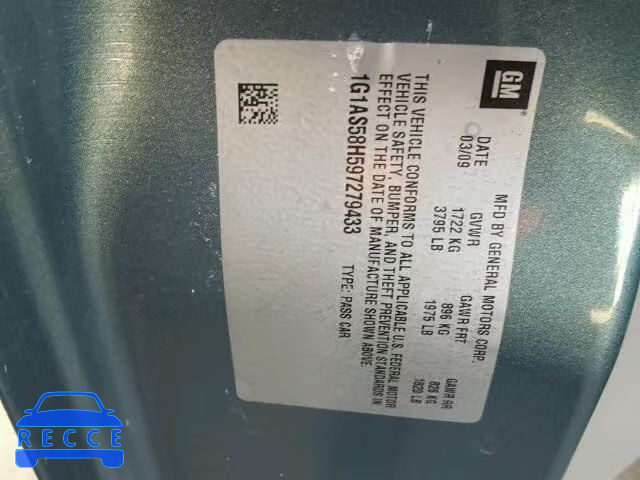 GM
MFD BY GENERAL MOTORS CORP.
DATE GVWR GAWR FRT GAWR RR
03/09 1722 KG 896 KG 826 KG
3795 LB 1975 LB 1820 LB
THIS VEHICLE CONFORMS TO ALL APPLICABLE U.S. FEDERAL MOTOR
VEHICLE SAFETY, BUMPER, AND THEFT PREVENTION STANDARDS IN
EFFECT ON THE DATE OF MANUFACTURE SHOWN ABOVE.
1G1AS58H597279433 TYPE: PASS CAR
RECCE